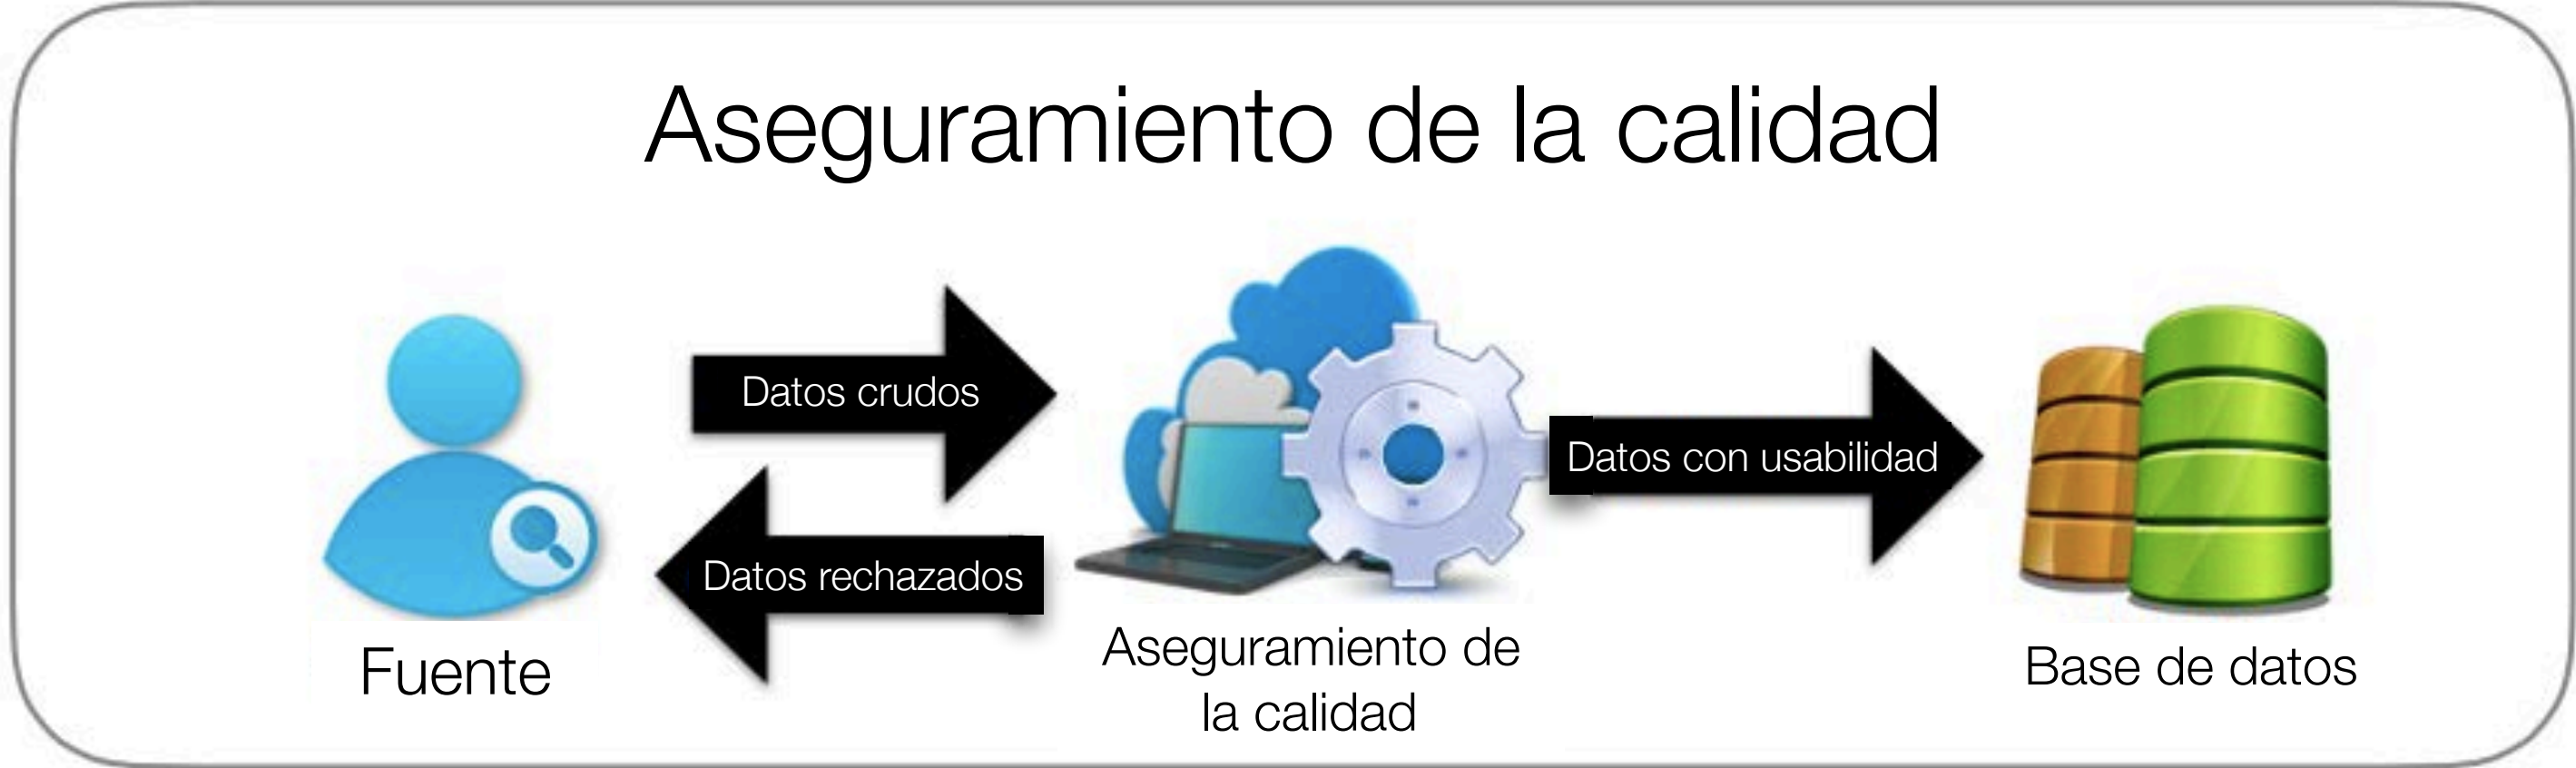 Aseguramiento de la calidad
Datos crudos
Datos con usabilidad
Datos rechazados
Fuente
Aseguramiento de
la calidad
Base de datos